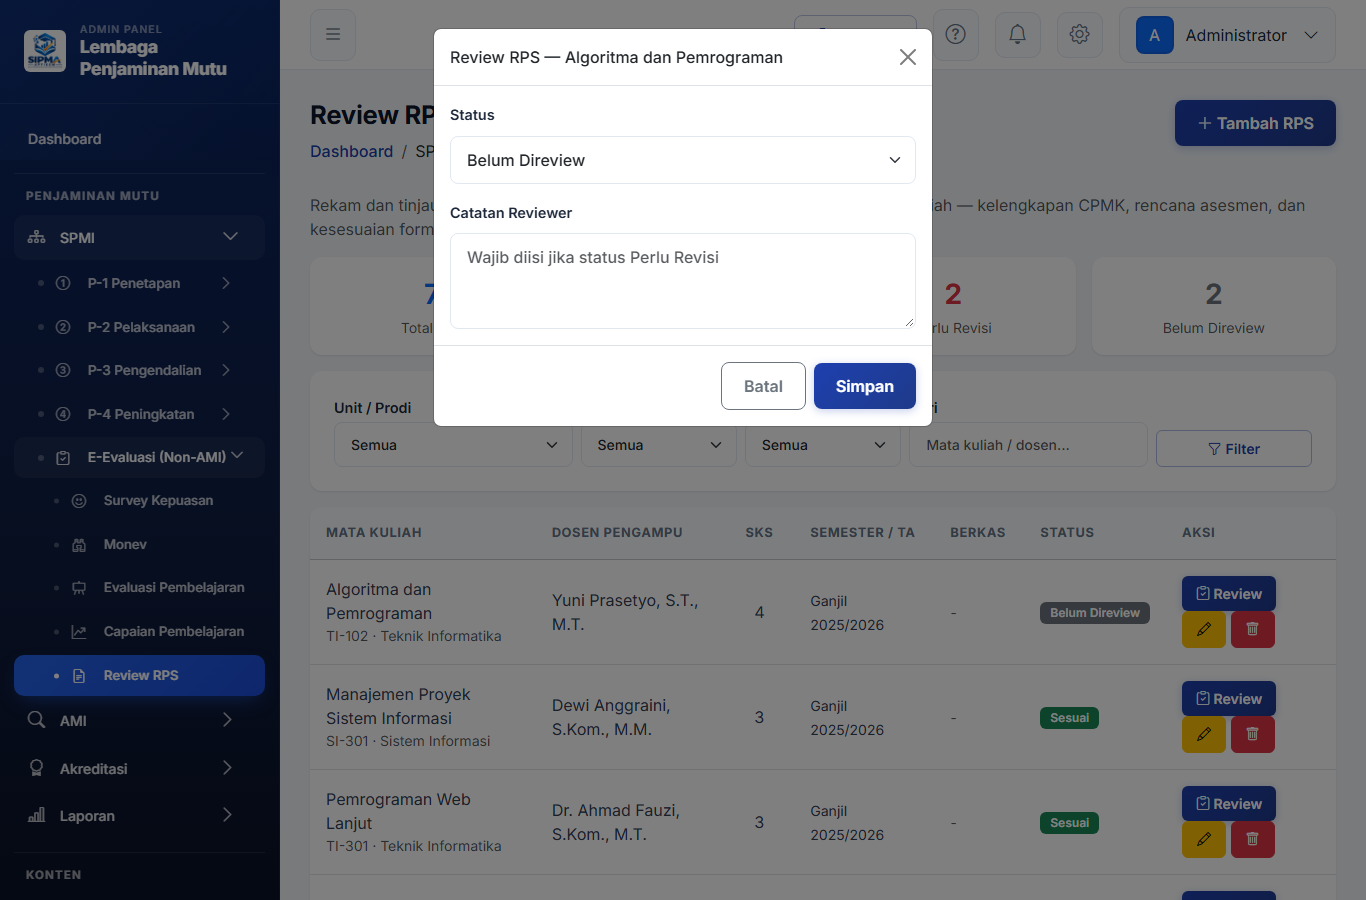 SIPMA
ADMIN PANEL
Lembaga
Penjaminan Mutu
Dashboard
PENJAMINAN MUTU
SPMI
1 P-1 Penetapan
2 P-2 Pelaksanaan
3 P-3 Pengendalian
4 P-4 Peningkatan
E-Evaluasi (Non-AMI)
Survey Kepuasan
Monev
Evaluasi Pembelajaran
Capaian Pembelajaran
Review RPS
AMI
Akreditasi
Laporan
KONTEN
A Administrator
Review RPS — Algoritma dan Pemrograman
Status
Belum Direview
Catatan Reviewer
Wajib diisi jika status Perlu Revisi
Batal
Simpan
Review
Dashboard /
+ Tambah RPS
Rekam dan
— kelengkapan CPMK, rencana asesmen, dan
kesesuaian
Total
2
2
Belum Direview
Revisi
Unit / Prodi
Semua
Semua
Semua
Mata kuliah / dosen...
Filter
MATA KULIAH DOSEN PENGAMPU SKS SEMESTER / TA BERKAS STATUS AKSI
Algoritma dan
Pemrograman
TI-102 · Teknik Informatika
Yuni Prasetyo, S.T.,
M.T.
4
Ganjil
2025/2026
-
Belum Direview
Review
Manajemen Proyek
Sistem Informasi
SI-301 · Sistem Informasi
Dewi Anggraini,
S.Kom., M.M.
3
Ganjil
2025/2026
-
Sesuai
Review
Pemrograman Web
Lanjut
TI-301 · Teknik Informatika
Dr. Ahmad Fauzi,
S.Kom., M.T.
3
Ganjil
2025/2026
-
Sesuai
Review